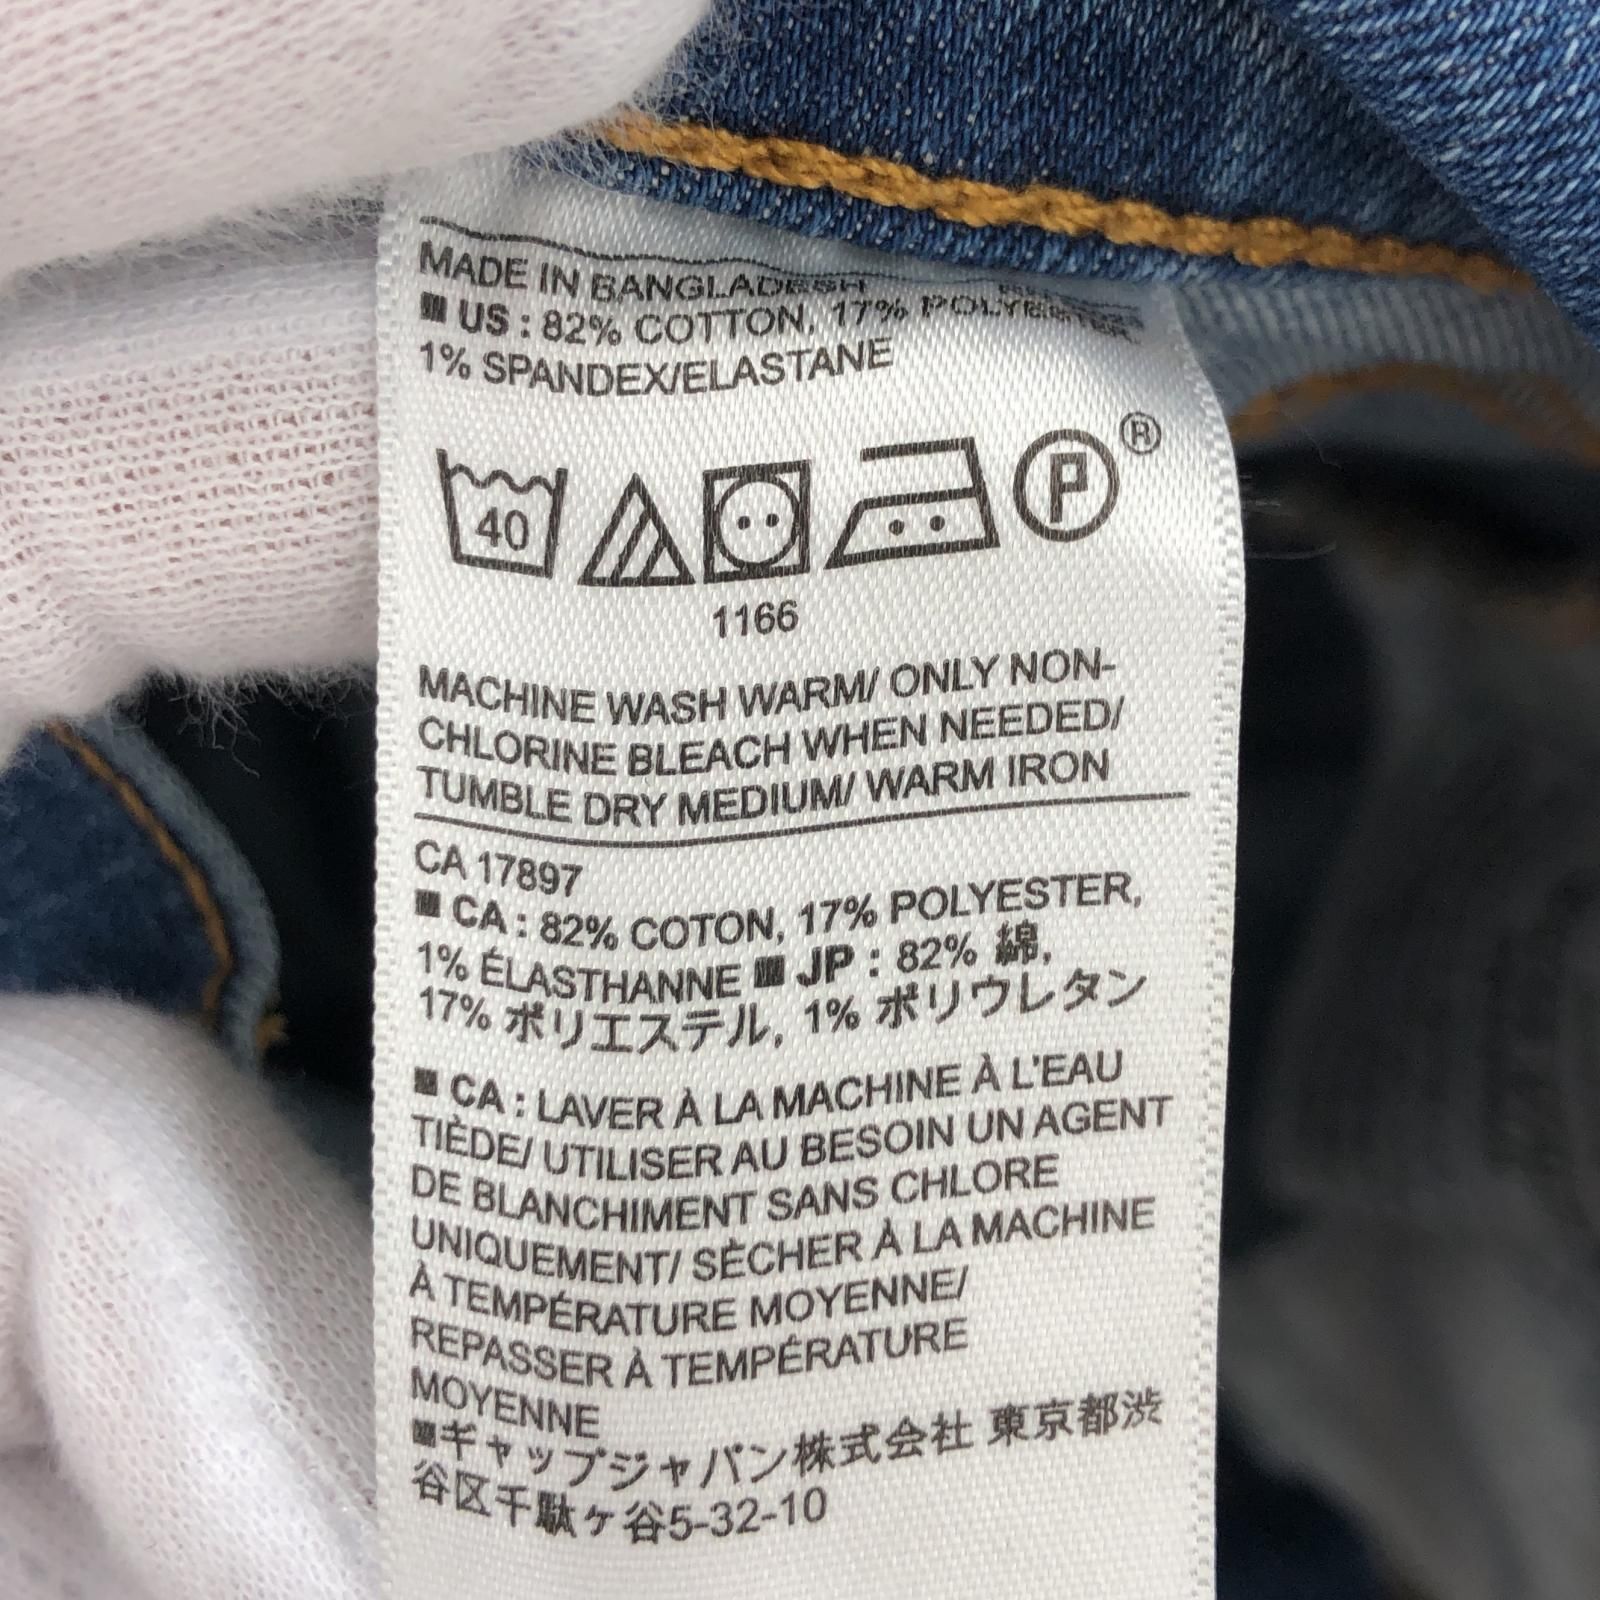 MADE IN BANGLADESH
US : 82% COTTON, 17% POLYESTER
1% SPANDEX/ELASTANE
40 P ®
1166
MACHINE WASH WARM/ ONLY NON-
CHLORINE BLEACH WHEN NEEDED/
TUMBLE DRY MEDIUM/ WARM IRON
CA 17897
■ CA : 82% COTON, 17% POLYESTER,
1% ÉLASTHANNE ■ JP : 82% 綿,
17% ポリエステル, 1% ポリウレタン
■ CA : LAVER À LA MACHINE À L'EAU
TIÈDE/ UTILISER AU BESOIN UN AGENT
DE BLANCHIMENT SANS CHLORE
UNIQUEMENT/ SÉCHER À LA MACHINE
À TEMPÉRATURE MOYENNE/
REPASSER À TEMPÉRATURE
MOYENNE
■ギャップジャパン株式会社 東京都渋
谷区千駄ヶ谷5-32-10